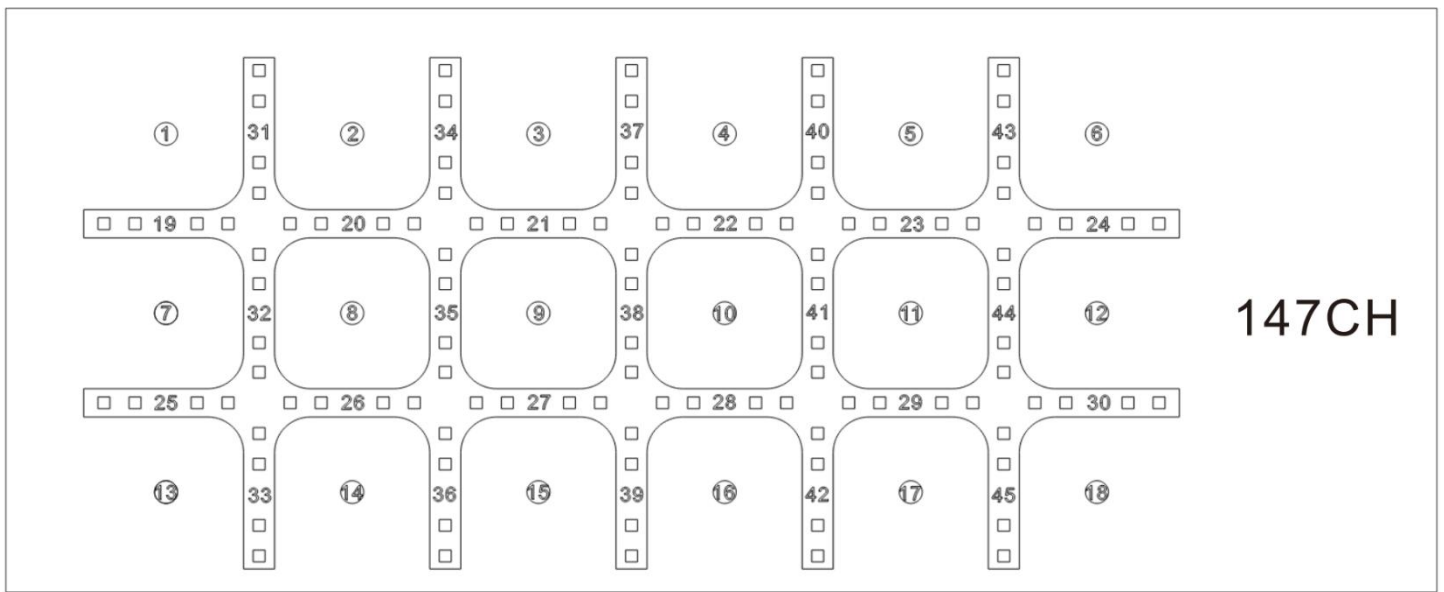 ① 31 ② 34 ③ 37 ④ 40 ⑤ 43 ⑥
19 20 21 22 23 24
⑦ 32 ⑧ 35 ⑨ 38 ⑩ 41 ⑪ 44 ⑫ 147CH
25 26 27 28 29 30
⑬ 33 ⑭ 36 ⑮ 39 ⑯ 42 ⑰ 45 ⑱